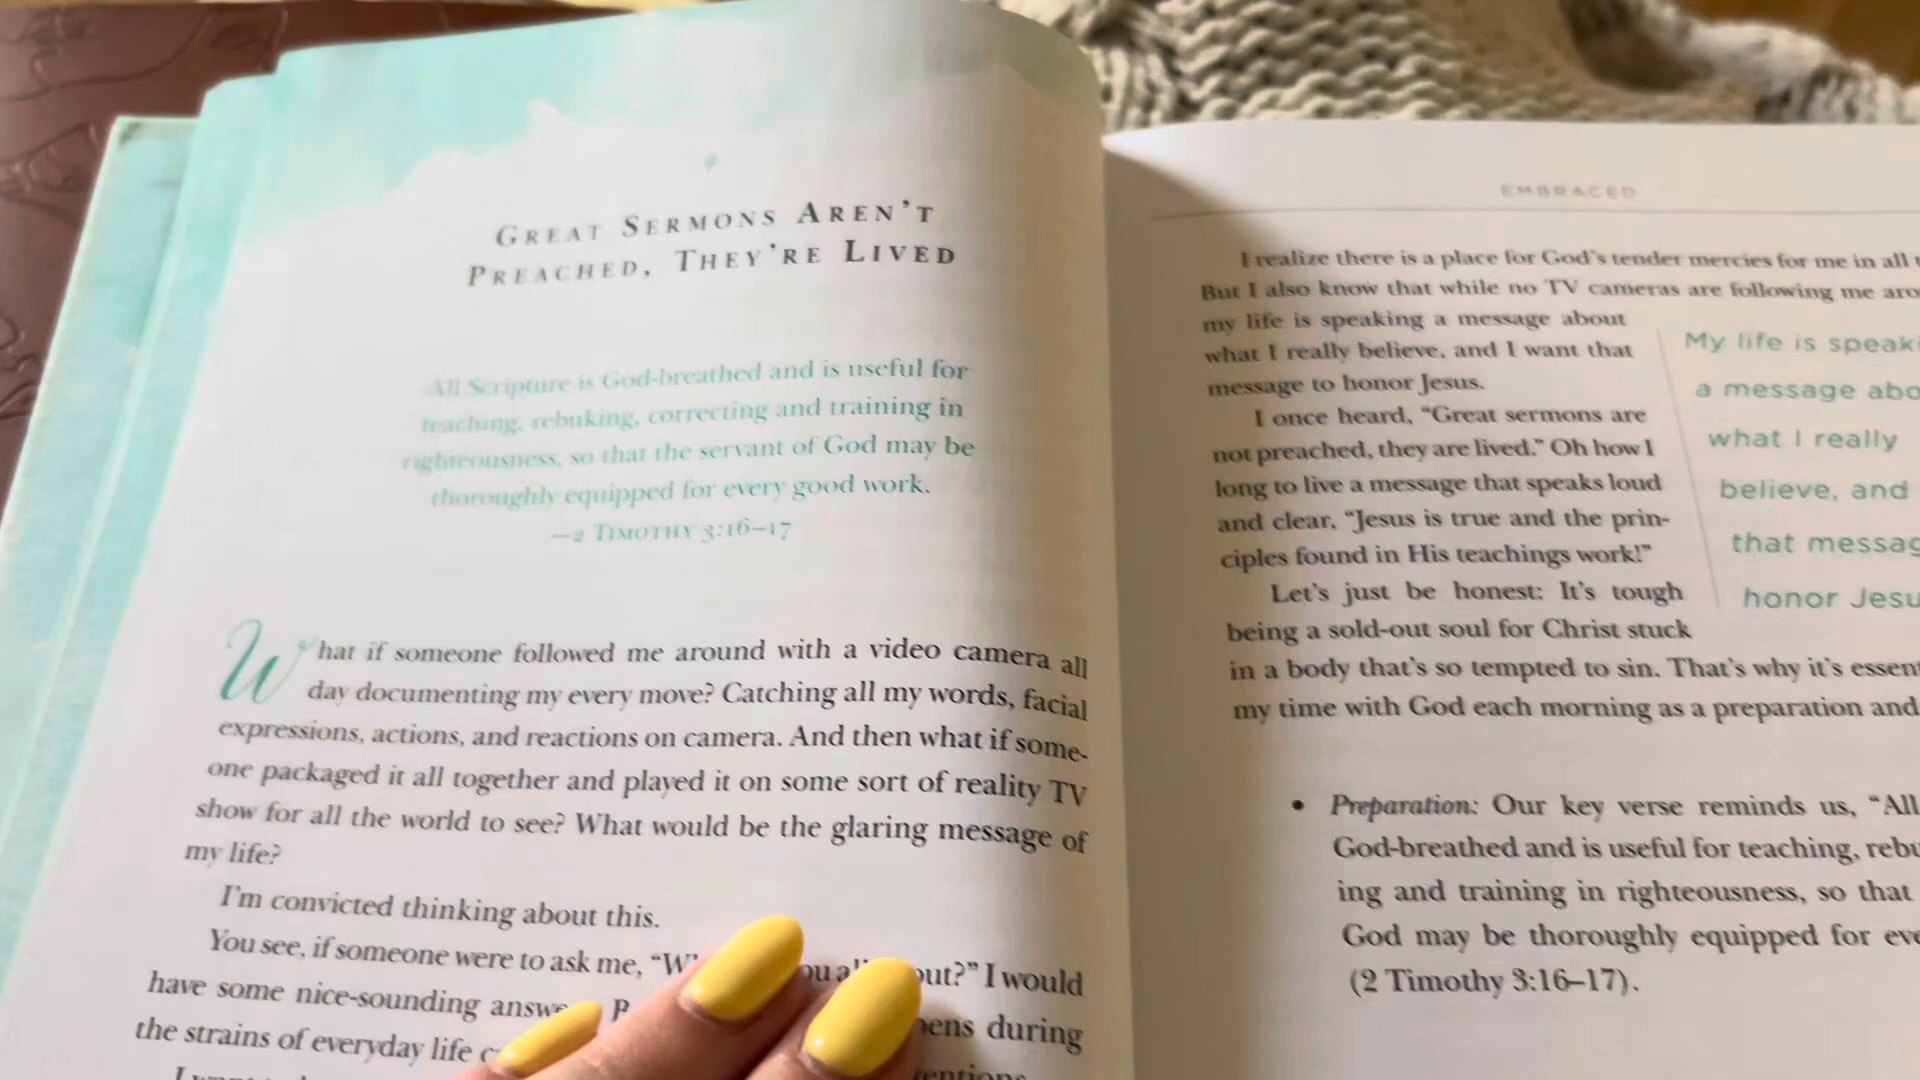 GREAT SERMONS AREN'T
PREACHED, THEY'RE LIVED
All Scripture is God-breathed and is useful for
teaching, rebuking, correcting and training in
righteousness, so that the servant of God may be
thoroughly equipped for every good work.
—2 TIMOTHY 3:16–17
What if someone followed me around with a video camera all
day documenting my every move? Catching all my words, facial
expressions, actions, and reactions on camera. And then what if some-
one packaged it all together and played it on some sort of reality TV
show for all the world to see? What would be the glaring message of
my life?
I'm convicted thinking about this.
You see, if someone were to ask me, out?" I would
have some nice-sounding during
the strains of everyday life
EMBRACED
I realize there is a place for God's tender mercies for me in all
But I also know that while no TV cameras are following me
my life is speaking a message about
what I really believe, and I want that
message to honor Jesus.
I once heard, "Great sermons are
not preached, they are lived." Oh how I
long to live a message that speaks loud
and clear, "Jesus is true and the prin-
ciples found in His teachings work!"
Let's just be honest: It's tough
being a sold-out soul for Christ stuck
in a body that's so tempted to sin. That's why it's
my time with God each morning as a preparation and
My life is
a message
what I really
believe, and
that
honor
• Preparation: Our key verse reminds us, "All
God-breathed and is useful for teaching,
ing and training in righteousness, so that
God may be thoroughly equipped for
(2 Timothy 3:16–17).